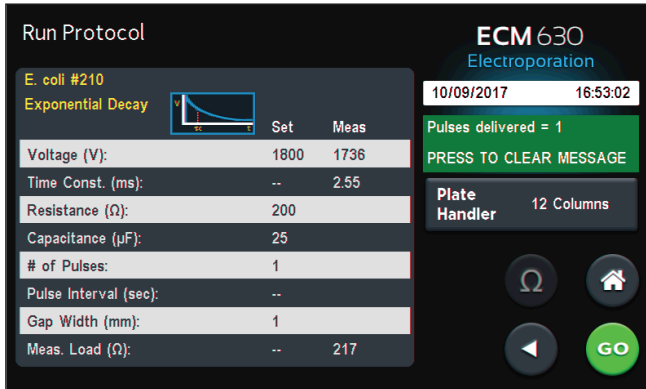 Run Protocol
E. coli #210
Exponential Decay
V
τc t
Set Meas
Voltage (V): 1800 1736
Time Const. (ms): -- 2.55
Resistance (Ω): 200
Capacitance (µF): 25
# of Pulses: 1
Pulse Interval (sec): --
Gap Width (mm): 1
Meas. Load (Ω): -- 217
ECM 630
Electroporation
10/09/2017 16:53:02
Pulses delivered = 1
PRESS TO CLEAR MESSAGE
Plate
Handler
12 Columns
Ω
GO